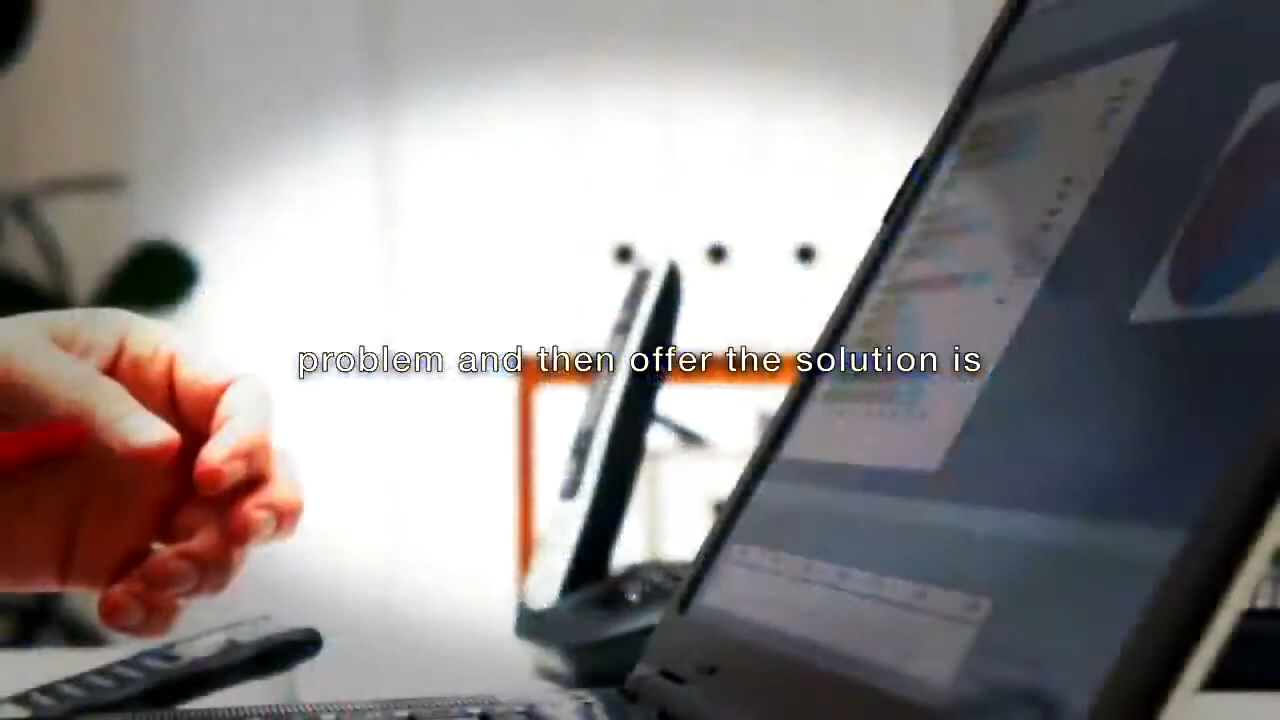 problem and then offer the solution is